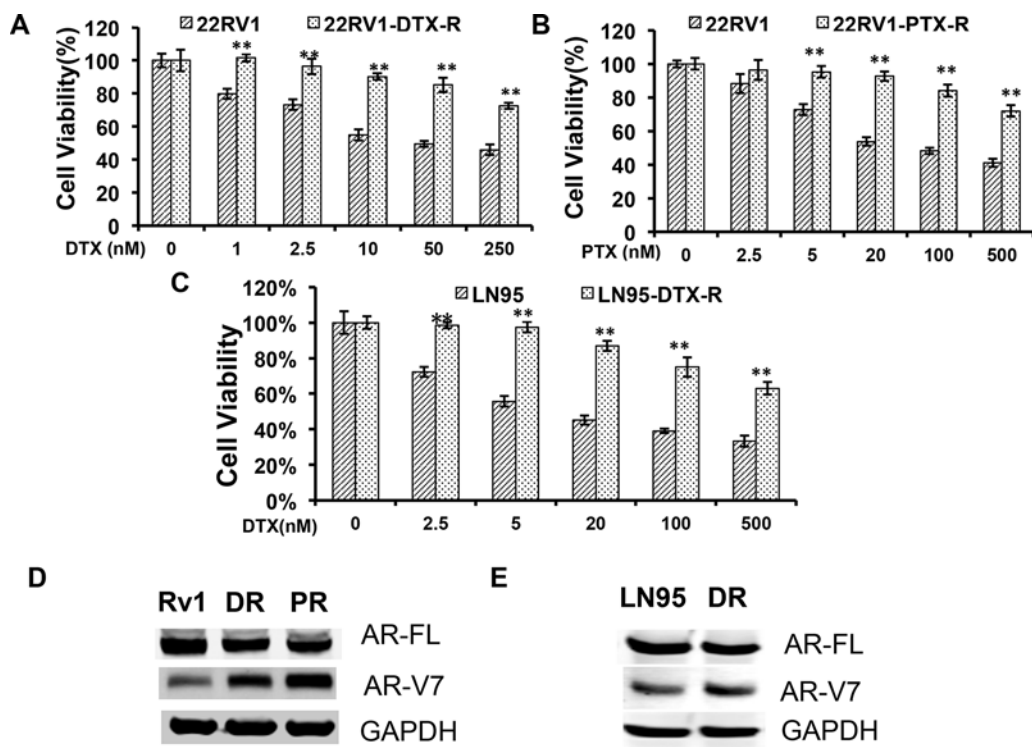 A
22RV1 22RV1-DTX-R
Cell Viability(%)
120
100
80
60
40
20
0
** ** ** ** **
DTX (nM) 0 1 2.5 10 50 250
B
22RV1 22RV1-PTX-R
Cell Viability(%)
120
100
80
60
40
20
0
** ** ** **
PTX (nM) 0 2.5 5 20 100 500
C
LN95 LN95-DTX-R
Cell Viability
120%
100%
80%
60%
40%
20%
0%
** ** ** ** **
DTX(nM) 0 2.5 5 20 100 500
D
Rv1 DR PR
AR-FL
AR-V7
GAPDH
E
LN95 DR
AR-FL
AR-V7
GAPDH